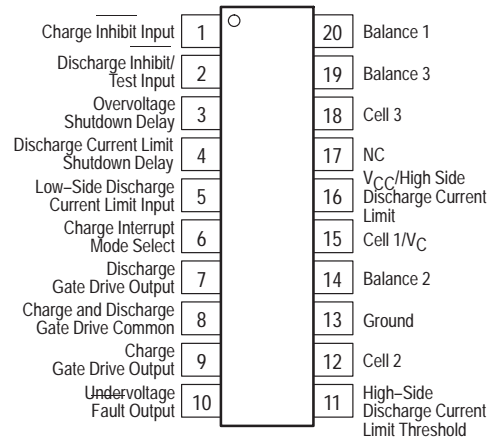 Charge Inhibit Input 1
Discharge Inhibit/
Test Input 2
Overvoltage
Shutdown Delay 3
Discharge Current Limit
Shutdown Delay 4
Low–Side Discharge
Current Limit Input 5
Charge Interrupt
Mode Select 6
Discharge
Gate Drive Output 7
Charge and Discharge
Gate Drive Common 8
Charge
Gate Drive Output 9
Undervoltage
Fault Output 10
20 Balance 1
19 Balance 3
18 Cell 3
17 NC
16 VCC/High Side
Discharge Current
Limit
15 Cell 1/VC
14 Balance 2
13 Ground
12 Cell 2
11 High–Side
Discharge Current
Limit Threshold